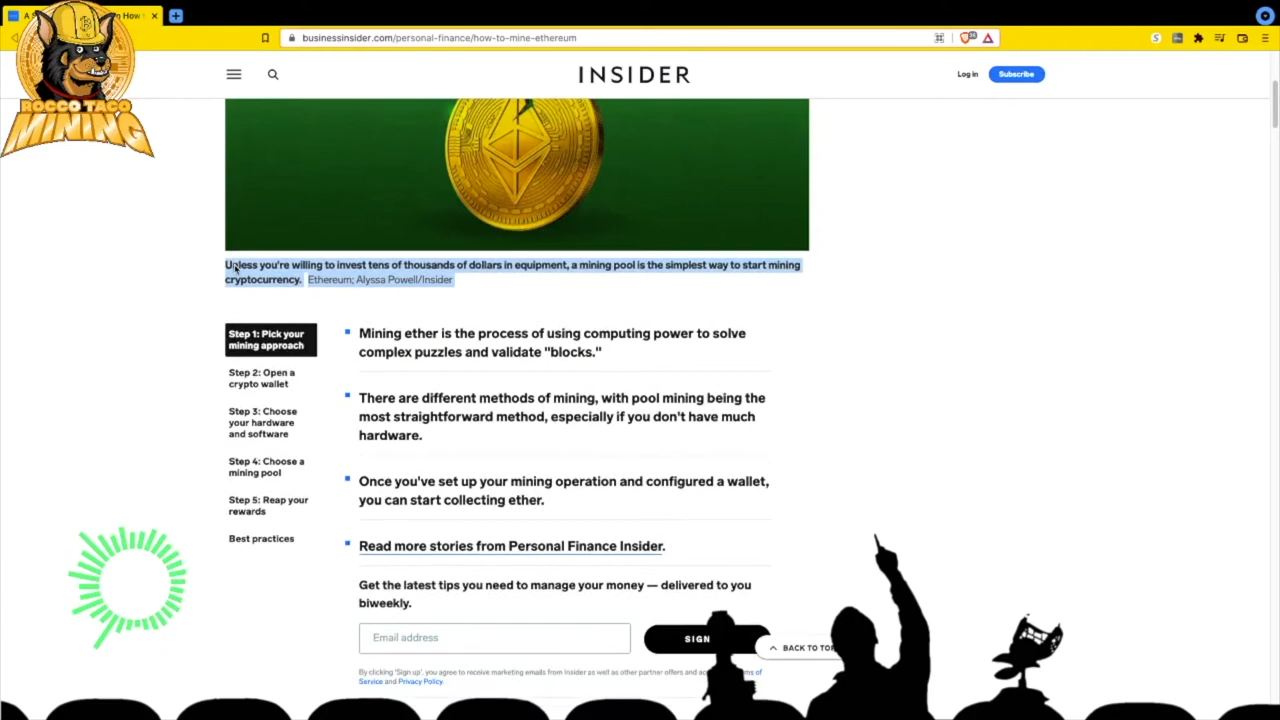 businessinsider.com/personal-finance/how-to-mine-ethereum
ROCCO TACO
MINING
INSIDER
Log in
Subscribe
Unless you're willing to invest tens of thousands of dollars in equipment, a mining pool is the simplest way to start mining
cryptocurrency. Ethereum; Alyssa Powell/Insider
Step 1: Pick your
mining approach
Step 2: Open a
crypto wallet
Step 3: Choose
your hardware
and software
Step 4: Choose a
mining pool
Step 5: Reap your
rewards
Best practices
Mining ether is the process of using computing power to solve
complex puzzles and validate "blocks."
There are different methods of mining, with pool mining being the
most straightforward method, especially if you don't have much
hardware.
Once you've set up your mining operation and configured a wallet,
you can start collecting ether.
Read more stories from Personal Finance Insider.
Get the latest tips you need to manage your money — delivered to you
biweekly.
Email address
SIGN
BACK TO TOP
By clicking 'Sign up', you agree to receive marketing emails from Insider as well as other partner offers and
Service and Privacy Policy.